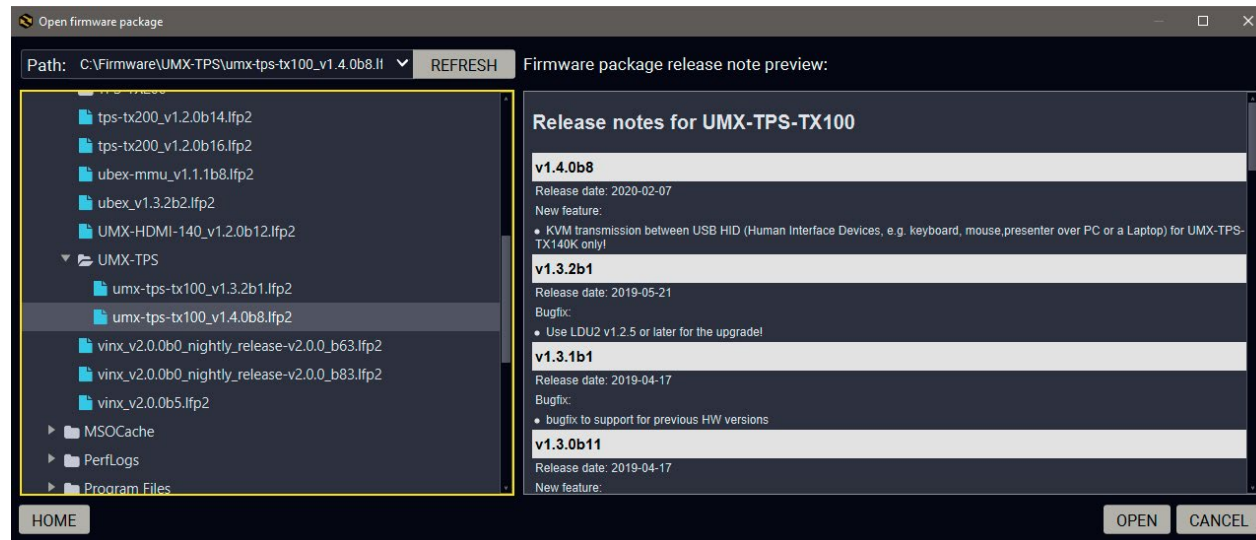 Open firmware package
Path: C:\Firmware\UMX-TPS\umx-tps-tx100_v1.4.0b8.lf
REFRESH
Firmware package release note preview:
TPS-TX200
tps-tx200_v1.2.0b14.lfp2
tps-tx200_v1.2.0b16.lfp2
ubex-mmu_v1.1.1b8.lfp2
ubex_v1.3.2b2.lfp2
UMX-HDMI-140_v1.2.0b12.lfp2
UMX-TPS
umx-tps-tx100_v1.3.2b1.lfp2
umx-tps-tx100_v1.4.0b8.lfp2
vinx_v2.0.0b0_nightly_release-v2.0.0_b63.lfp2
vinx_v2.0.0b0_nightly_release-v2.0.0_b83.lfp2
vinx_v2.0.0b5.lfp2
MSOCache
PerfLogs
Program Files
Release notes for UMX-TPS-TX100
v1.4.0b8
Release date: 2020-02-07
New feature:
• KVM transmission between USB HID (Human Interface Devices, e.g. keyboard, mouse,presenter over PC or a Laptop) for UMX-TPS-
TX140K only!
v1.3.2b1
Release date: 2019-05-21
Bugfix:
• Use LDU2 v1.2.5 or later for the upgrade!
v1.3.1b1
Release date: 2019-04-17
Bugfix:
• bugfix to support for previous HW versions
v1.3.0b11
Release date: 2019-04-17
New feature:
HOME
OPEN
CANCEL